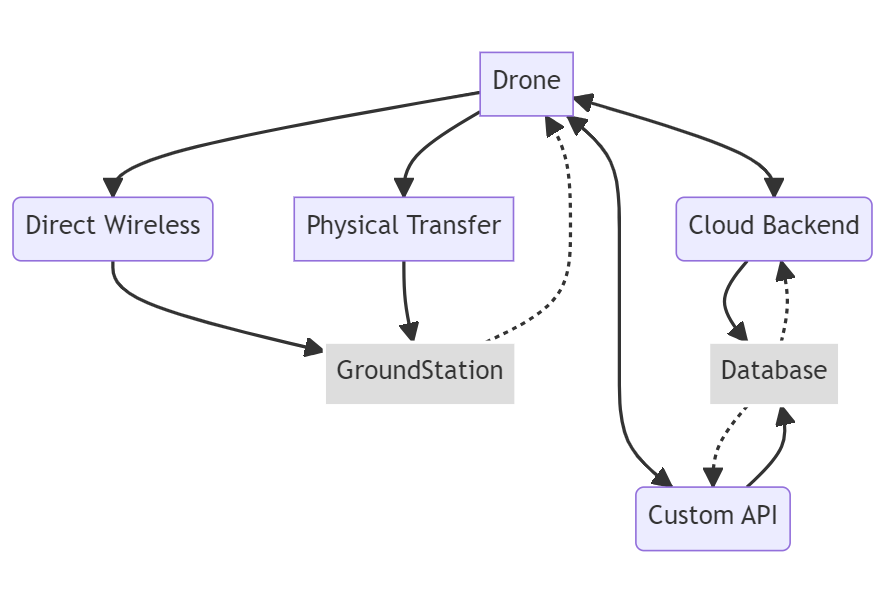 Drone
Direct Wireless
Physical Transfer
Cloud Backend
GroundStation
Database
Custom API